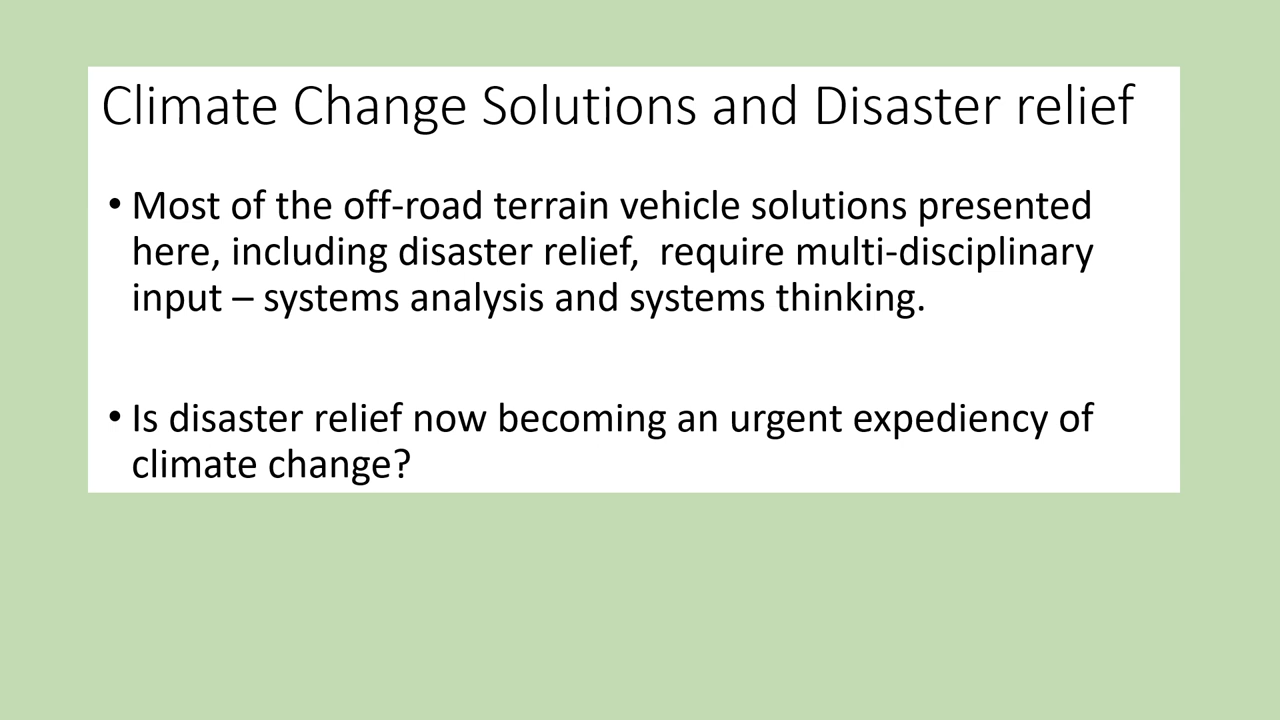 Climate Change Solutions and Disaster relief
• Most of the off-road terrain vehicle solutions presented
here, including disaster relief,  require multi-disciplinary
input – systems analysis and systems thinking.
• Is disaster relief now becoming an urgent expediency of
climate change?